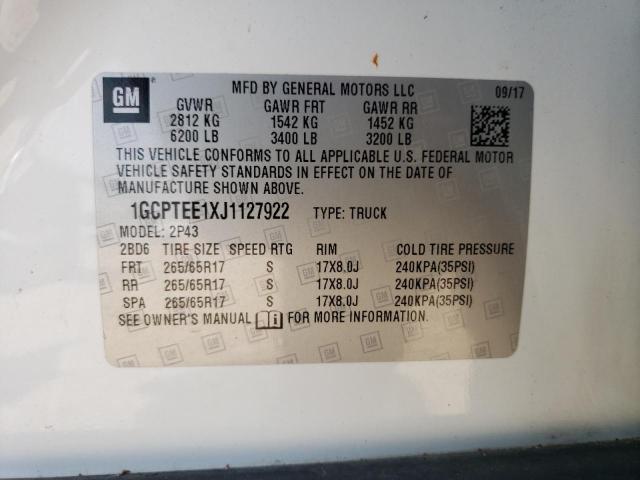 GM
MFD BY GENERAL MOTORS LLC 09/17
GVWR GAWR FRT GAWR RR
2812 KG 1542 KG 1452 KG
6200 LB 3400 LB 3200 LB
THIS VEHICLE CONFORMS TO ALL APPLICABLE U.S. FEDERAL MOTOR
VEHICLE SAFETY STANDARDS IN EFFECT ON THE DATE OF
MANUFACTURE SHOWN ABOVE.
1GCPTEE1XJ1127922 TYPE: TRUCK
MODEL: 2P43
2BD6 TIRE SIZE SPEED RTG RIM COLD TIRE PRESSURE
FRT 265/65R17 S 17X8.0J 240KPA(35PSI)
RR 265/65R17 S 17X8.0J 240KPA(35PSI)
SPA 265/65R17 S 17X8.0J 240KPA(35PSI)
SEE OWNER'S MANUAL FOR MORE INFORMATION.